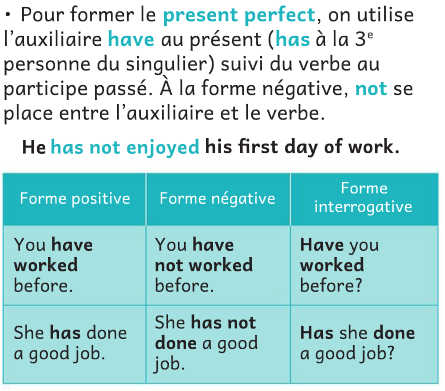 • Pour former le present perfect, on utilise
l’auxiliaire have au présent (has à la 3e
personne du singulier) suivi du verbe au
participe passé. À la forme négative, not se
place entre l’auxiliaire et le verbe.
He has not enjoyed his first day of work.
Forme positive
Forme négative
Forme
interrogative
You have
worked
before.
You have
not worked
before.
Have you
worked
before?
She has done
a good job.
She has not
done a good
job.
Has she done
a good job?